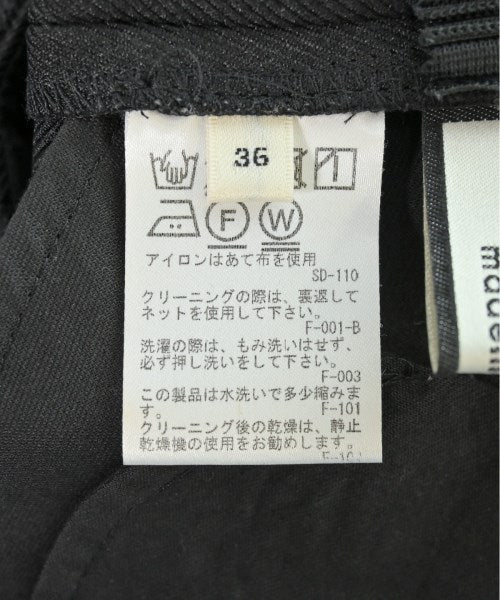 36
F
W
アイロンはあて布を使用
SD-110
クリーニングの際は、裏返して
ネットを使用して下さい。
F-001-B
洗濯の際は、もみ洗いはせず、
必ず押し洗いをして下さい。
F-003
この製品は水洗いで多少縮みま
す。
F-101
クリーニング後の乾燥は、静止
乾燥機の使用をお勧めします。
made